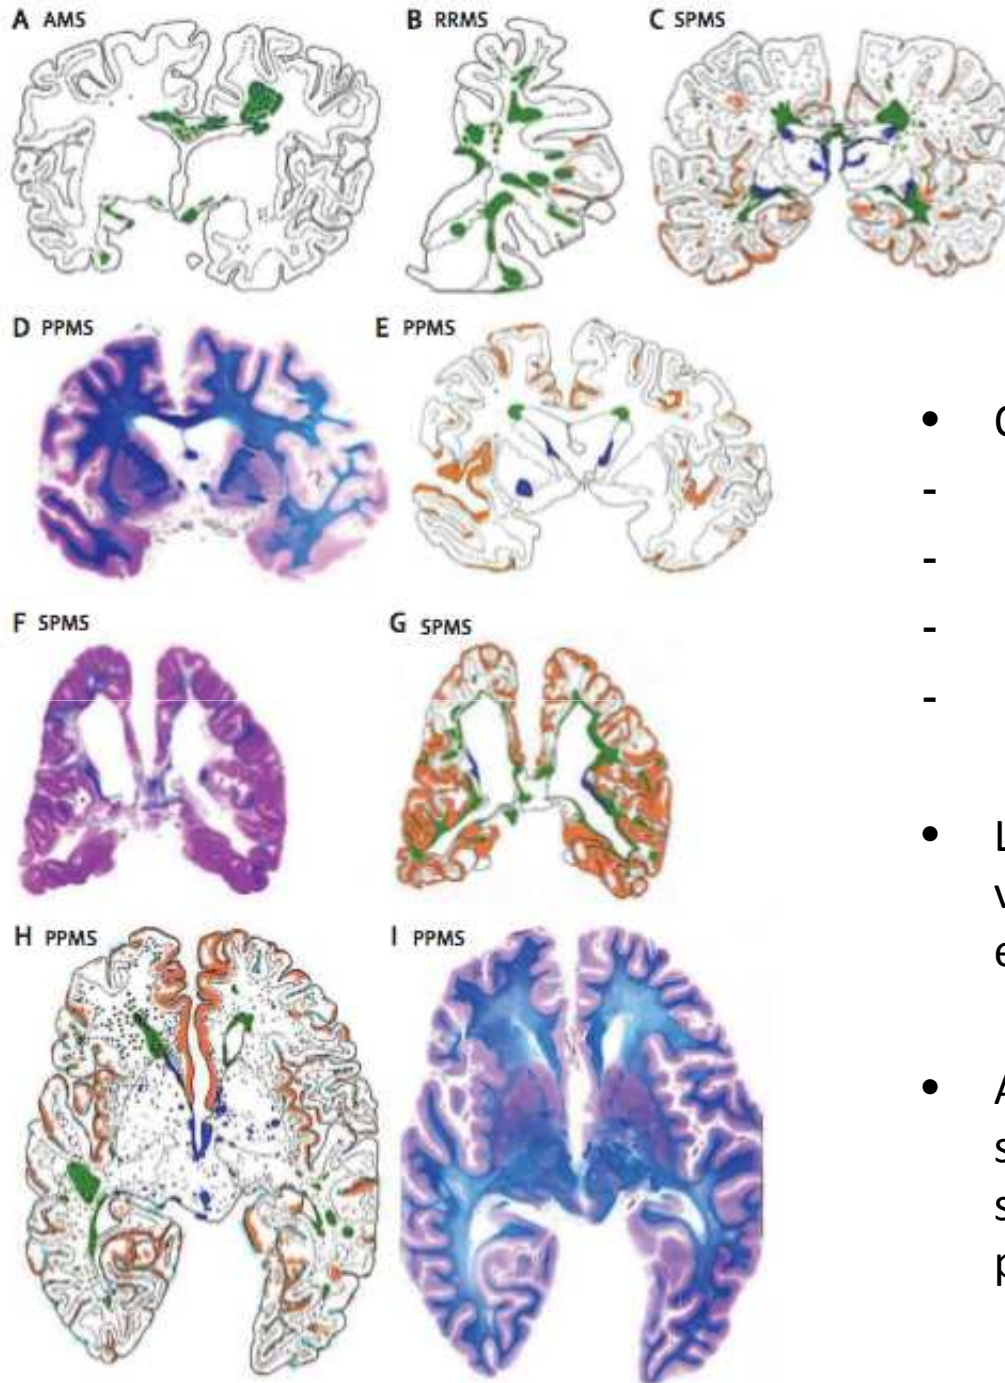 A AMS
B RRMS
C SPMS
D PPMS
E PPMS
F SPMS
G SPMS
H PPMS
I PPMS
•
-
-
-
-
• L
v
e
• A
s
s
p